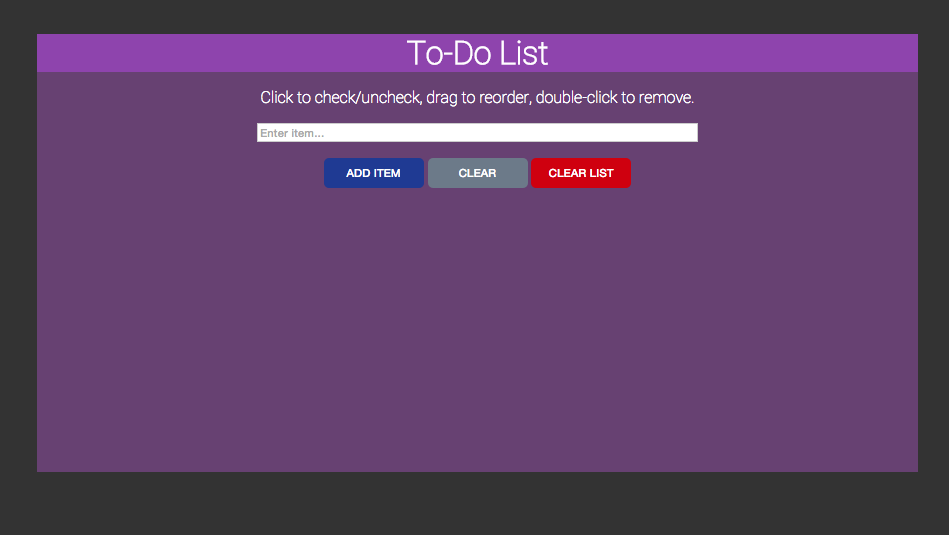 To-Do List
Click to check/uncheck, drag to reorder, double-click to remove.
Enter item...
ADD ITEM CLEAR CLEAR LIST